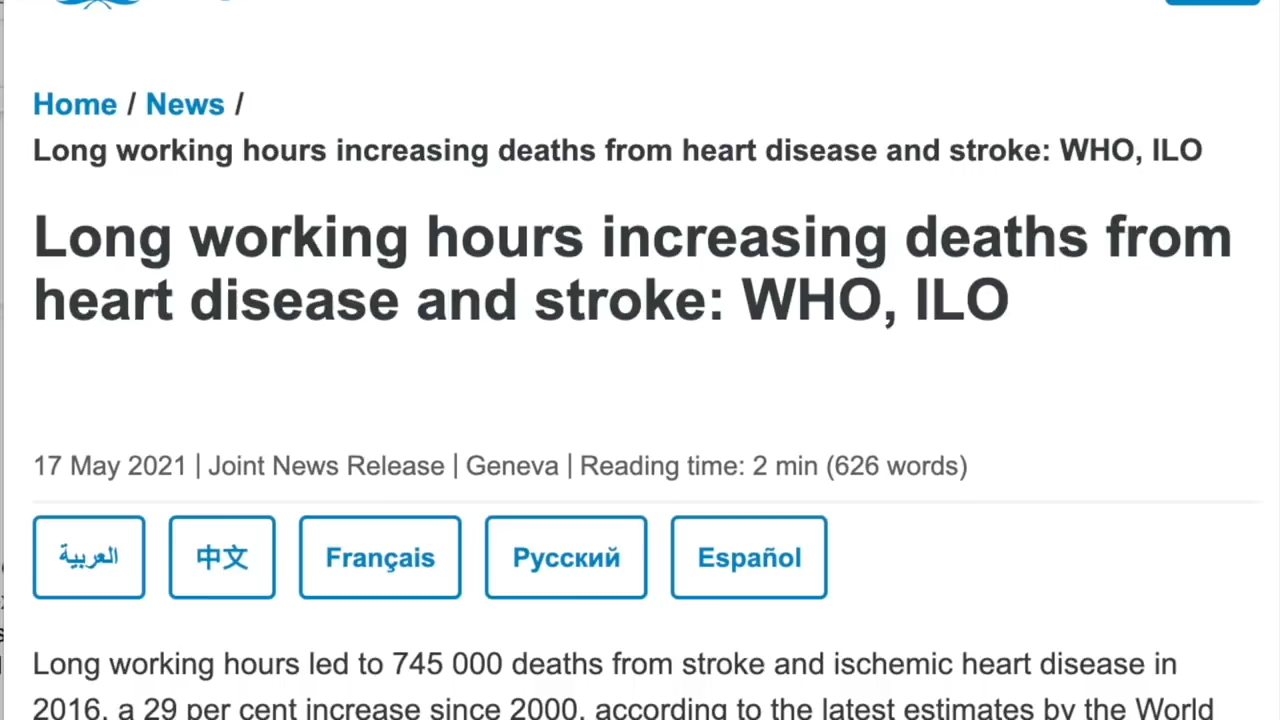 Home / News /
Long working hours increasing deaths from heart disease and stroke: WHO, ILO
Long working hours increasing deaths from
heart disease and stroke: WHO, ILO
17 May 2021 | Joint News Release | Geneva | Reading time: 2 min (626 words)
العربية 中文 Français Русский Español
Long working hours led to 745 000 deaths from stroke and ischemic heart disease in
2016, a 29 per cent increase since 2000, according to the latest estimates by the World